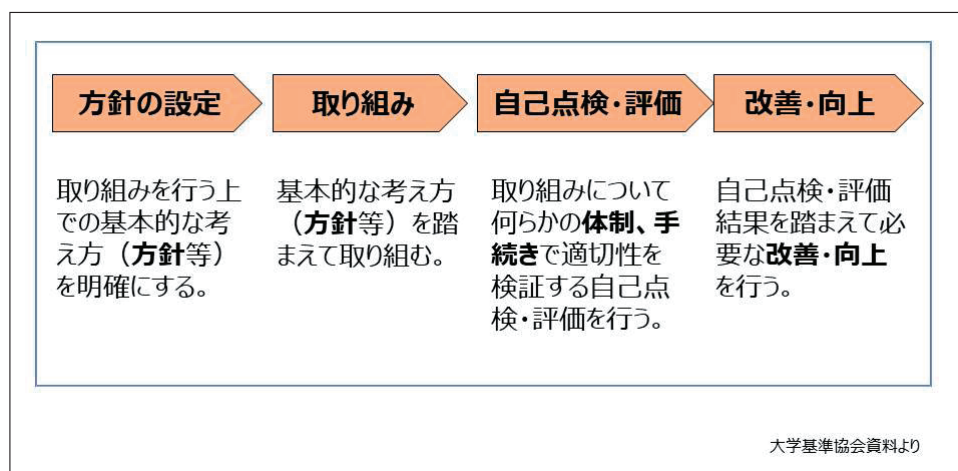 方針の設定
取り組み
自己点検・評価
改善・向上
取り組みを行う上
での基本的な考
え方（方針等）
を明確にする。
基本的な考え方
（方針等）を踏
まえて取り組む。
取り組みについて
何らかの体制、手
続きで適切性を
検証する自己点
検・評価を行う。
自己点検・評価
結果を踏まえて必
要な改善・向上
を行う。
大学基準協会資料より